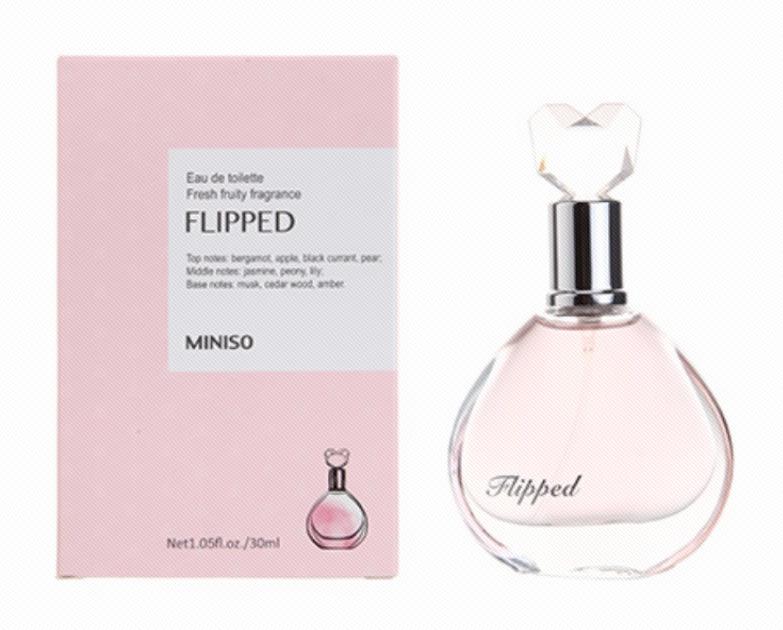 Eau de toilette
Fresh fruity fragrance
FLIPPED
Top notes: bergamot, apple, black currant, pear;
Middle notes: jasmine, peony, lily;
Base notes: musk, cedar wood, amber.
MINISO
Net1.05fl.oz./30ml
Flipped